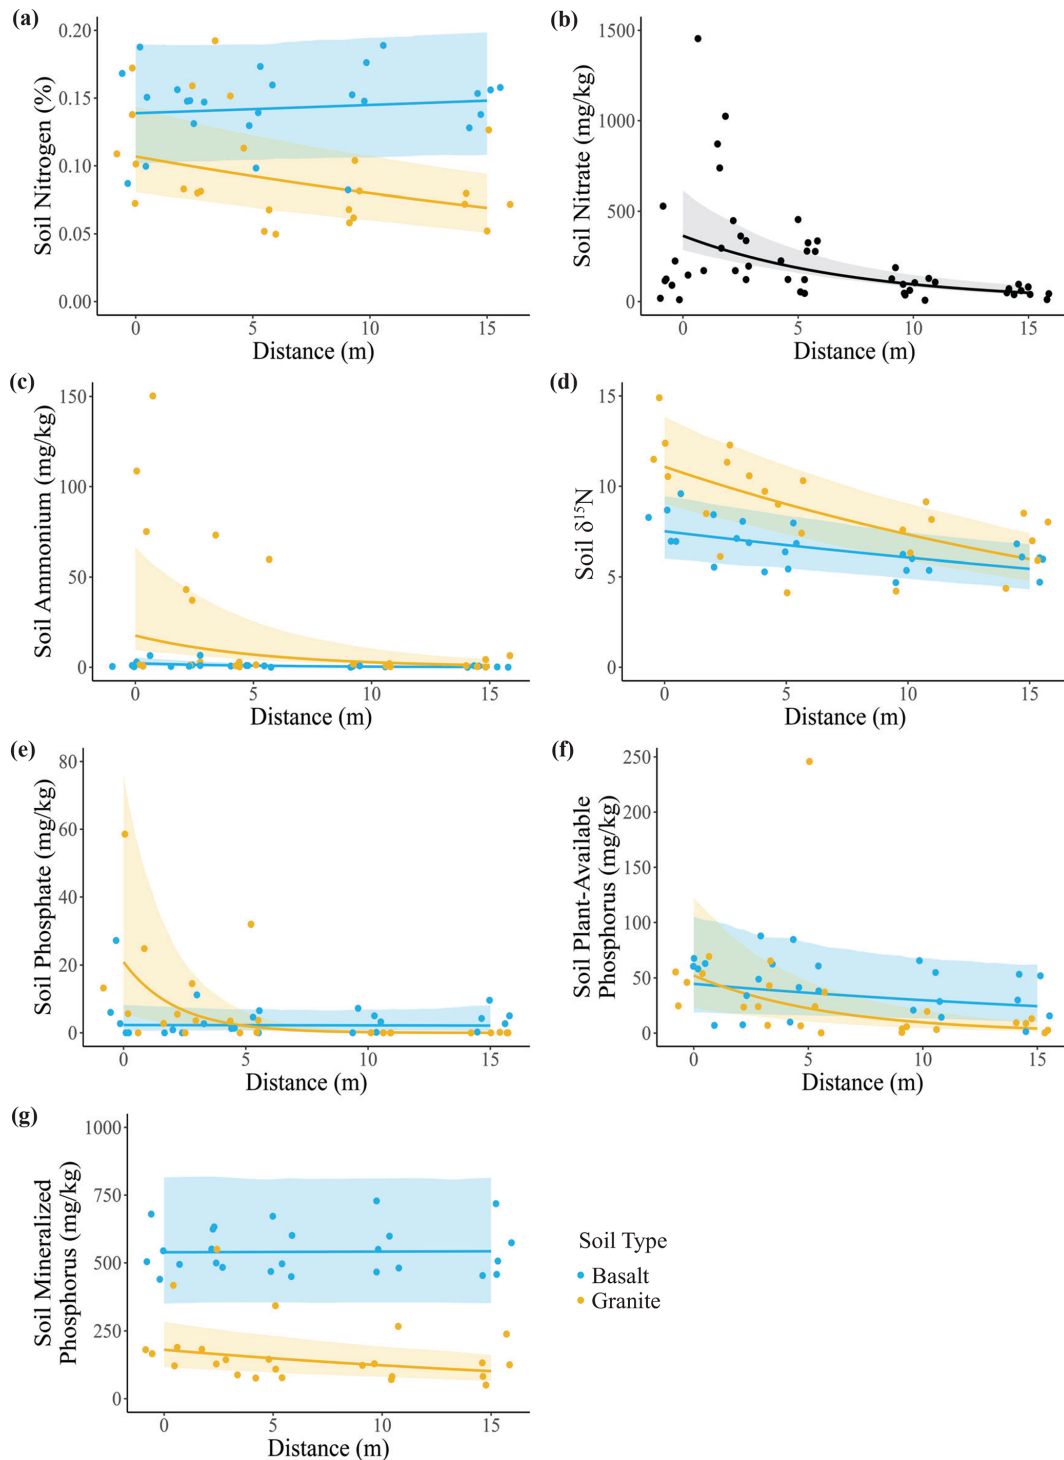 (a)
Soil Nitrogen (%)
0.20
0.15
0.10
0.05
0.00
0 5 10 15
Distance (m)
(b)
Soil Nitrate (mg/kg)
1500
1000
500
0
0 5 10 15
Distance (m)
(c)
Soil Ammonium (mg/kg)
150
100
50
0
0 5 10 15
Distance (m)
(d)
Soil δ¹⁵N
15
10
5
0
0 5 10 15
Distance (m)
(e)
Soil Phosphate (mg/kg)
80
60
40
20
0
0 5 10 15
Distance (m)
(f)
Soil Plant-Available
Phosphorus (mg/kg)
250
200
150
100
50
0
0 5 10 15
Distance (m)
(g)
Soil Mineralized
Phosphorus (mg/kg)
1000
750
500
250
0
0 5 10 15
Distance (m)
Soil Type
Basalt
Granite